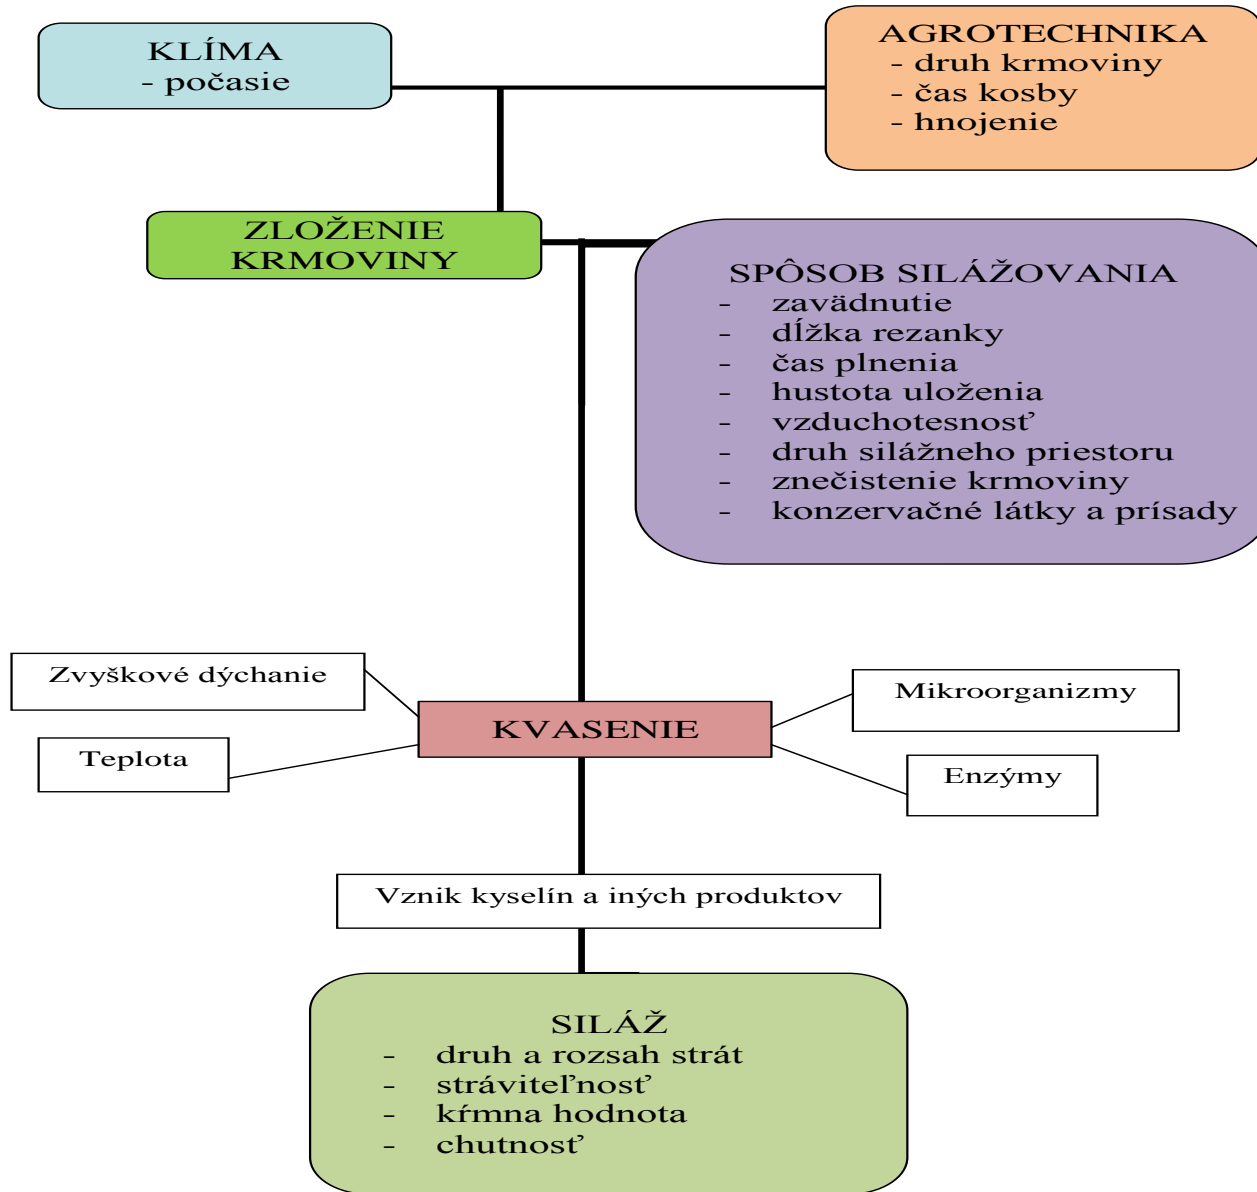 KLÍMA
- počasie
AGROTECHNIKA
- druh krmoviny
- čas kosby
- hnojenie
ZLOŽENIE
KRMOVINY
SPÔSOB SILÁŽOVANIA
- zavädnutie
- dĺžka rezanky
- čas plnenia
- hustota uloženia
- vzduchotesnosť
- druh silážneho priestoru
- znečistenie krmoviny
- konzervačné látky a prísady
Zvyškové dýchanie
Mikroorganizmy
KVASENIE
Teplota
Enzýmy
Vznik kyselín a iných produktov
SILÁŽ
- druh a rozsah strát
- stráviteľnosť
- kŕmna hodnota
- chutnosť